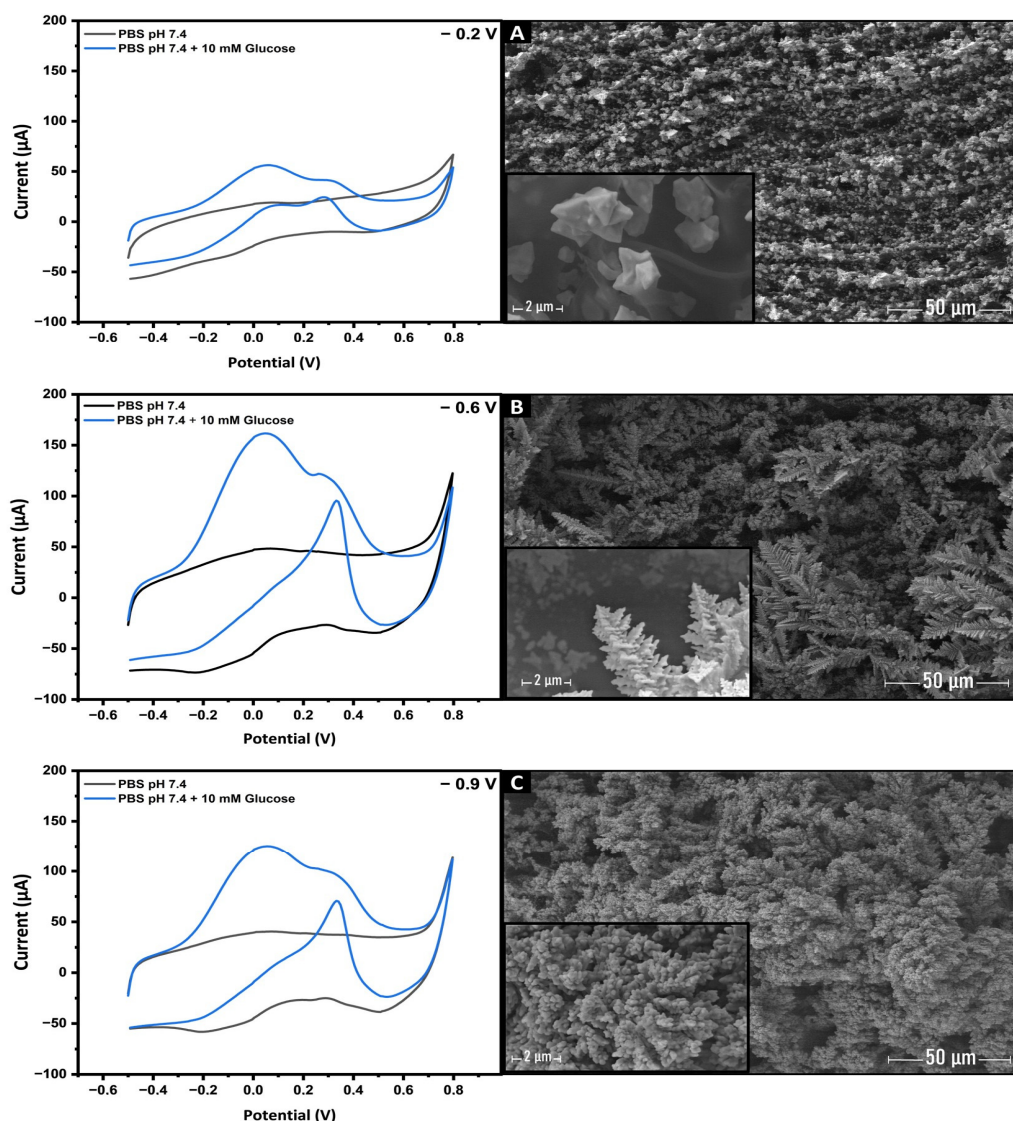 PBS pH 7.4
PBS pH 7.4 + 10 mM Glucose
− 0.2 V
200
150
100
50
0
−50
−100
Current (µA)
−0.6 −0.4 −0.2 0.0 0.2 0.4 0.6 0.8
Potential (V)
A
2 µm
50 µm
PBS pH 7.4
PBS pH 7.4 + 10 mM Glucose
− 0.6 V
200
150
100
50
0
−50
−100
Current (µA)
−0.6 −0.4 −0.2 0.0 0.2 0.4 0.6 0.8
Potential (V)
B
2 µm
50 µm
PBS pH 7.4
PBS pH 7.4 + 10 mM Glucose
− 0.9 V
200
150
100
50
0
−50
−100
Current (µA)
−0.6 −0.4 −0.2 0.0 0.2 0.4 0.6 0.8
Potential (V)
C
2 µm
50 µm